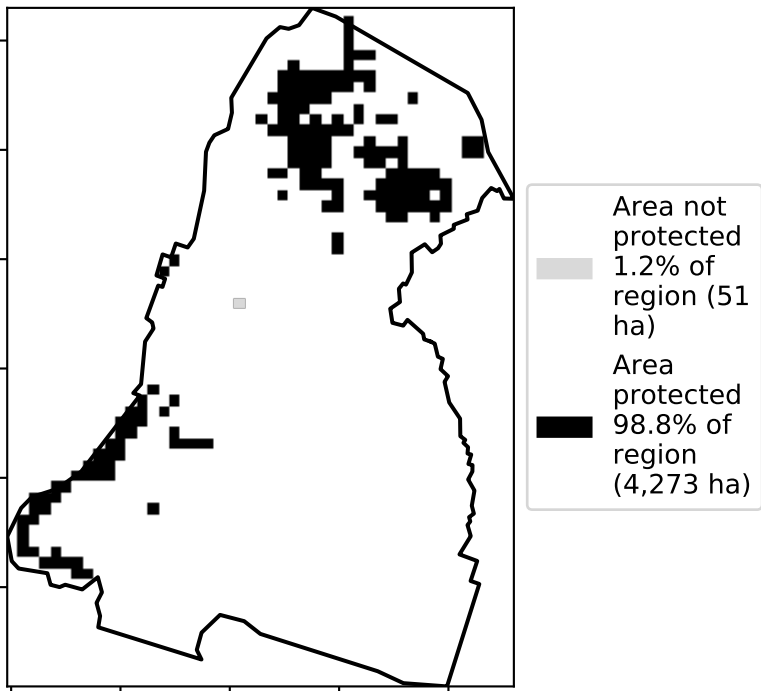 Area not
protected
1.2% of
region (51
ha)
Area
protected
98.8% of
region
(4,273 ha)